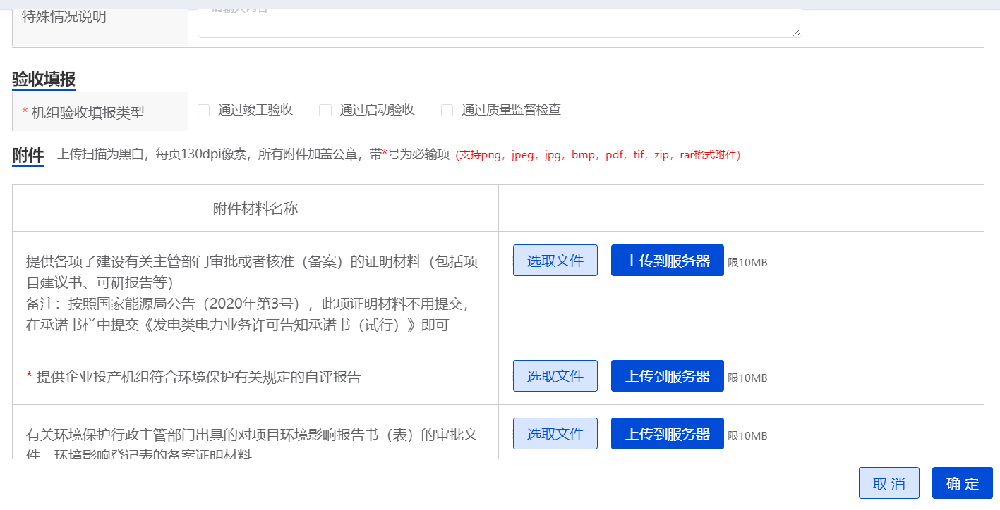 特殊情况说明
请输入内容
验收填报
* 机组验收填报类型
通过竣工验收 通过启动验收 通过质量监督检查
附件 上传扫描为黑白，每页130dpi像素，所有附件加盖公章，带*号为必输项（支持png，jpeg，jpg，bmp，pdf，tif，zip，rar格式附件）
附件材料名称
提供各项子建设有关主管部门审批或者核准（备案）的证明材料（包括项
目建议书、可研报告等）
备注：按照国家能源局公告（2020年第3号），此项证明材料不用提交，
在承诺书栏中提交《发电类电力业务许可告知承诺书（试行）》即可
选取文件 上传到服务器 限10MB
* 提供企业投产机组符合环境保护有关规定的自评报告
选取文件 上传到服务器 限10MB
有关环境保护行政主管部门出具的对项目环境影响报告书（表）的审批文
件、环境影响登记表的备案证明材料
选取文件 上传到服务器 限10MB
取 消 确 定